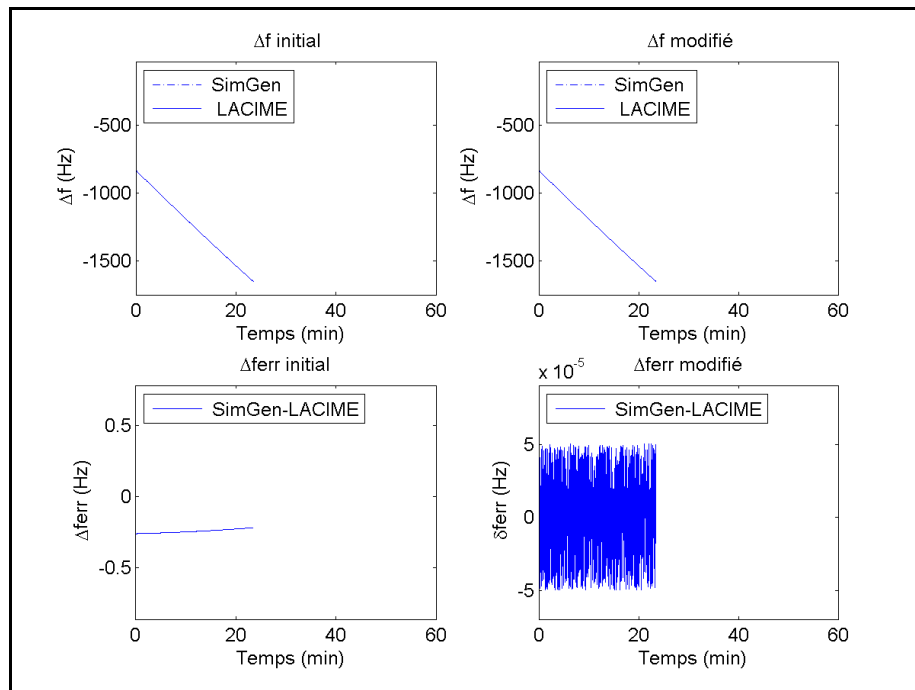 Δf initial
SimGen
LACIME
-500
-1000
-1500
Δf (Hz)
0
20
40
60
Temps (min)
Δf modifié
SimGen
LACIME
-500
-1000
-1500
Δf (Hz)
0
20
40
60
Temps (min)
Δferr initial
SimGen-LACIME
0.5
0
-0.5
Δferr (Hz)
0
20
40
60
Temps (min)
Δferr modifié
x 10-5
SimGen-LACIME
5
0
-5
δferr (Hz)
0
20
40
60
Temps (min)